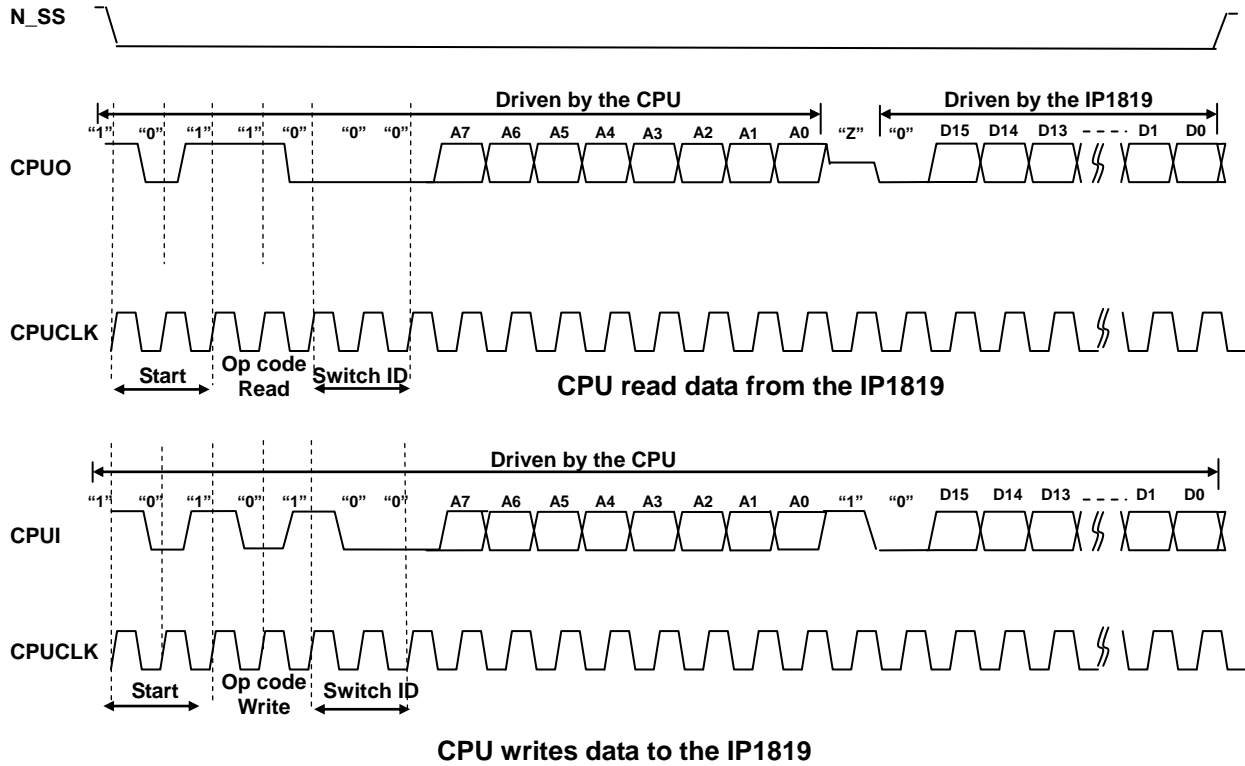 N_SS
Driven by the CPU Driven by the IP1819
“1” “0” “1” “1” “0” “0” “0” A7 A6 A5 A4 A3 A2 A1 A0 “Z” “0” D15 D14 D13 D1 D0
CPUO
CPUCLK
Start Op code Read Switch ID
CPU read data from the IP1819
Driven by the CPU
“1” “0” “1” “0” “1” “0” “0” A7 A6 A5 A4 A3 A2 A1 A0 “1” “0” D15 D14 D13 D1 D0
CPUI
CPUCLK
Start Op code Write Switch ID
CPU writes data to the IP1819